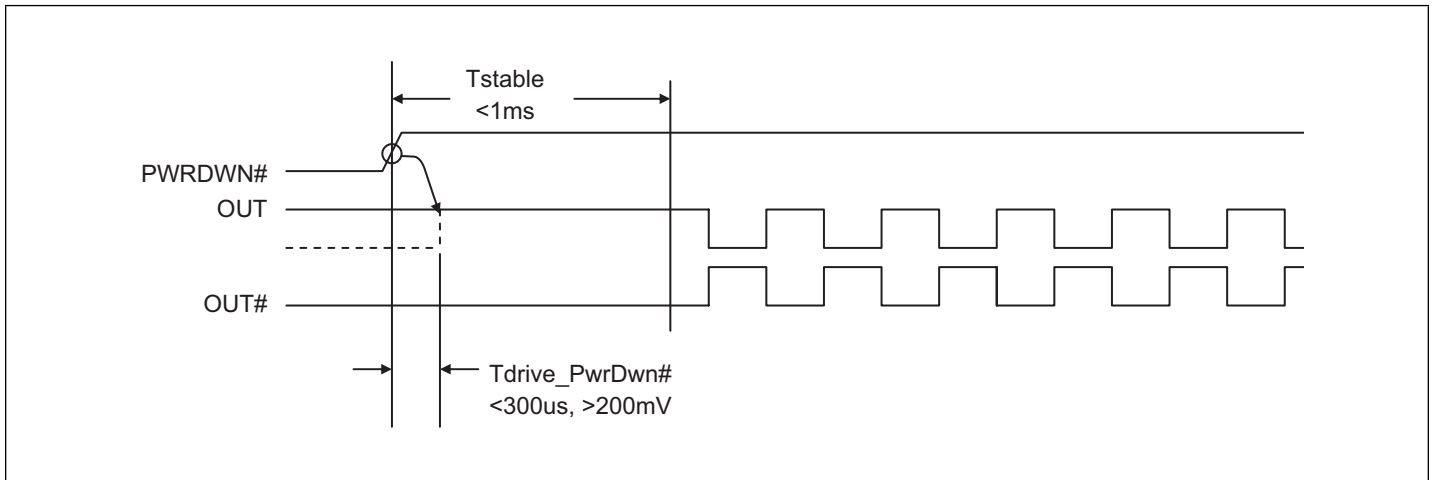 Tstable
<1ms
PWRDWN#
OUT
OUT#
Tdrive_PwrDwn#
<300us, >200mV